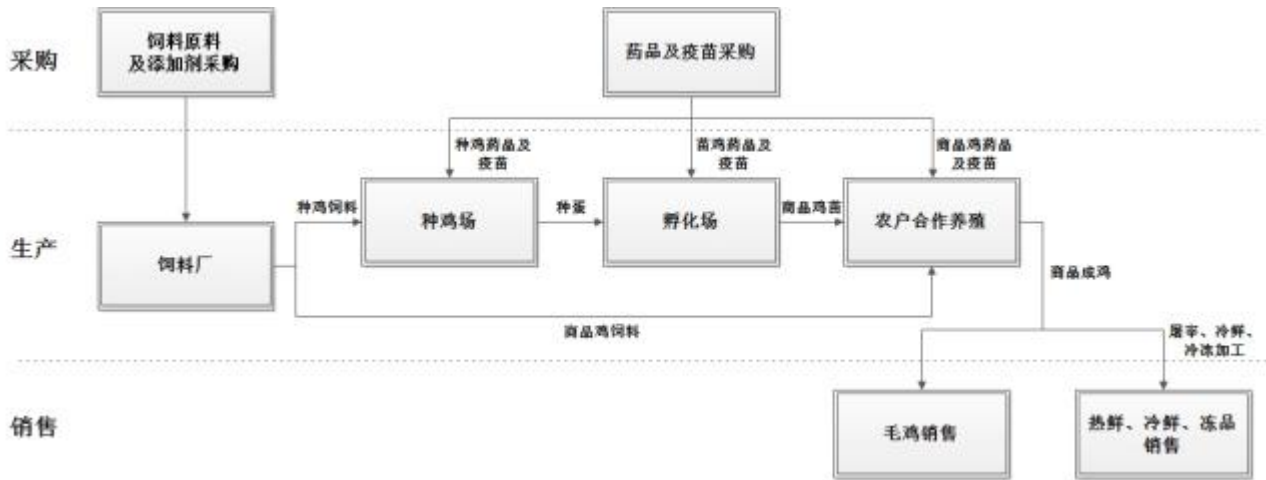 采购
饲料原料
及添加剂采购
药品及疫苗采购
种鸡药品及
疫苗
苗鸡药品及
疫苗
商品鸡药品
及疫苗
生产
饲料厂
种鸡饲料
种鸡场
种蛋
孵化场
商品鸡苗
农户合作养殖
商品成鸡
商品鸡饲料
屠宰、冷鲜、
冷冻加工
销售
毛鸡销售
热鲜、冷鲜、冻品
销售